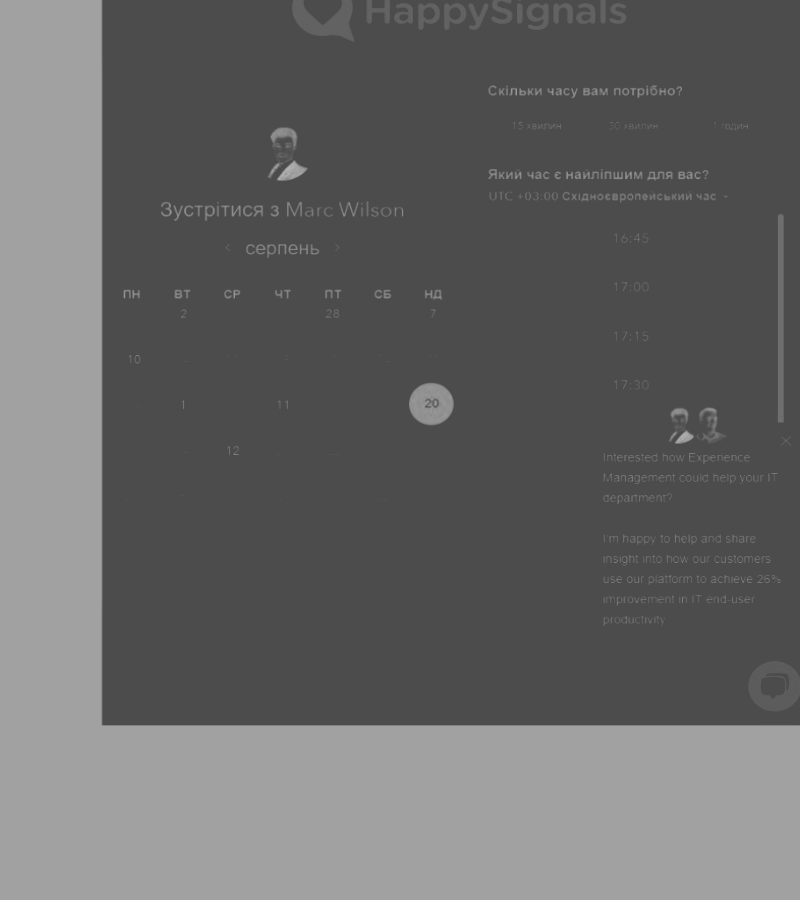 HappySignals
Зустрітися з Marc Wilson
серпень
ПН ВТ СР ЧТ ПТ СБ НД
2 28 7
10
1 11 20
12
Скільки часу вам потрібно?
15 хвилин 30 хвилин 1 годин
Який час є найліпшим для вас?
UTC +03:00 Східноєвропейський час
16:45
17:00
17:15
17:30
Interested how Experience
Management could help your IT
department?
I'm happy to help and share
insight into how our customers
use our platform to achieve 26%
improvement in IT end-user
productivity